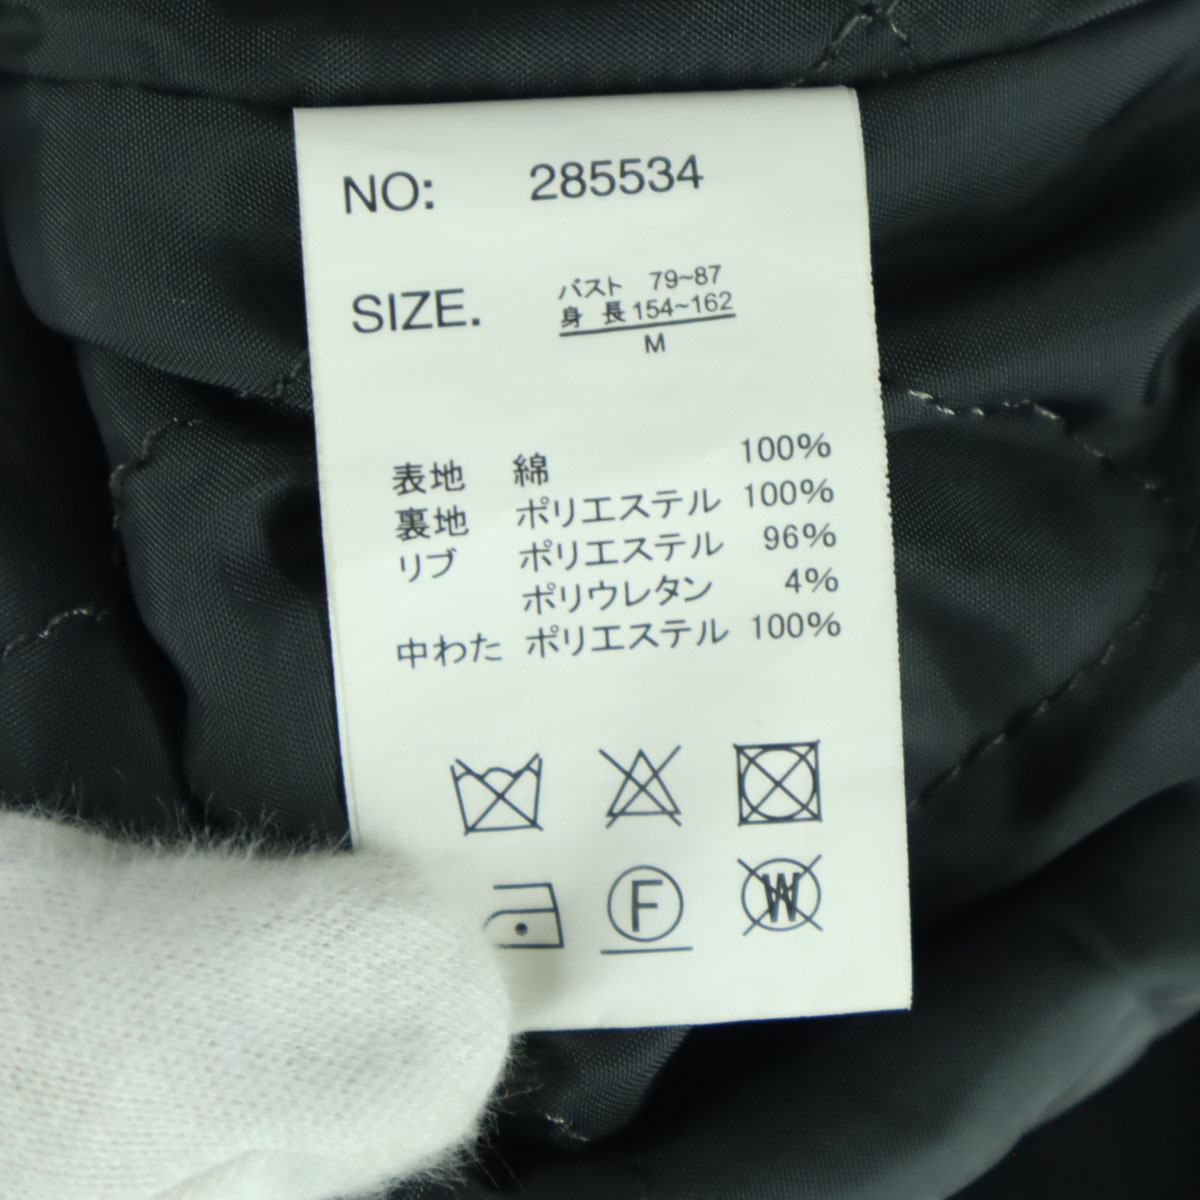 NO: 285534
SIZE. バスト 79~87
身 長 154~162
M
表地 綿 100%
裏地 ポリエステル 100%
リブ ポリエステル 96%
ポリウレタン 4%
中わた ポリエステル 100%
F W